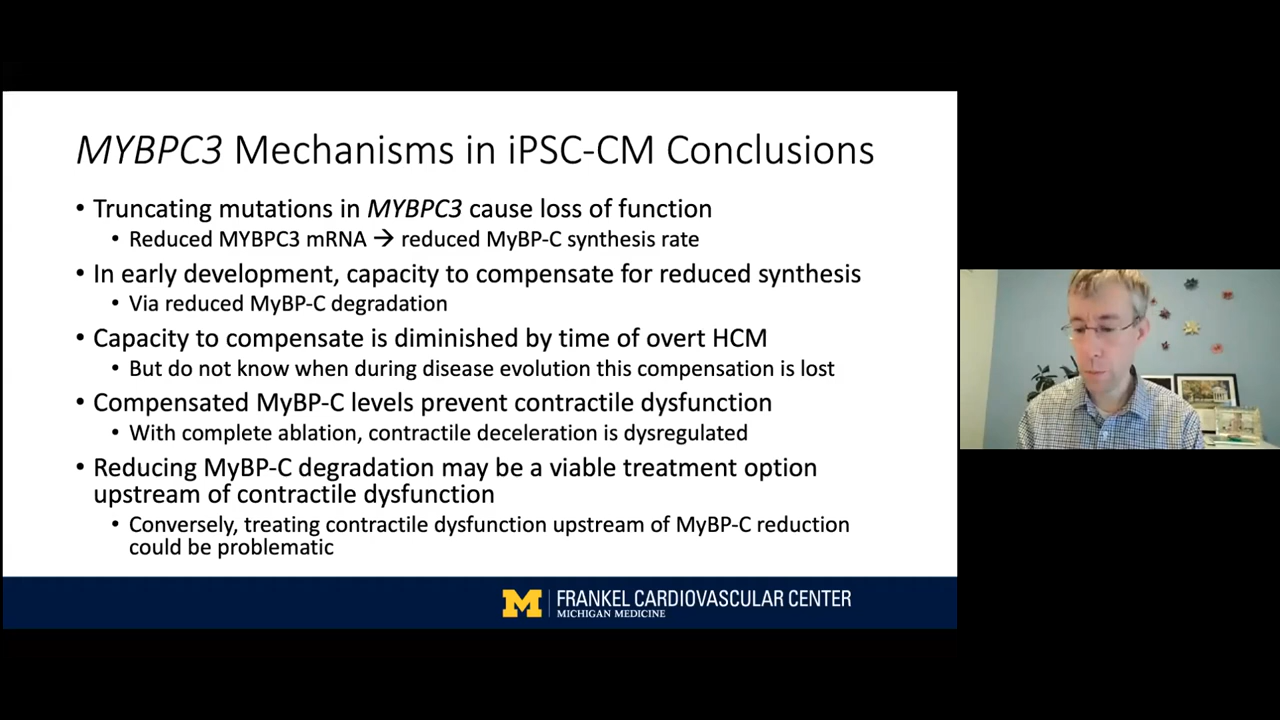 MYBPC3 Mechanisms in iPSC-CM Conclusions
• Truncating mutations in MYBPC3 cause loss of function
• Reduced MYBPC3 mRNA → reduced MyBP-C synthesis rate
• In early development, capacity to compensate for reduced synthesis
• Via reduced MyBP-C degradation
• Capacity to compensate is diminished by time of overt HCM
• But do not know when during disease evolution this compensation is lost
• Compensated MyBP-C levels prevent contractile dysfunction
• With complete ablation, contractile deceleration is dysregulated
• Reducing MyBP-C degradation may be a viable treatment option
upstream of contractile dysfunction
• Conversely, treating contractile dysfunction upstream of MyBP-C reduction
could be problematic
M FRANKEL CARDIOVASCULAR CENTER
MICHIGAN MEDICINE